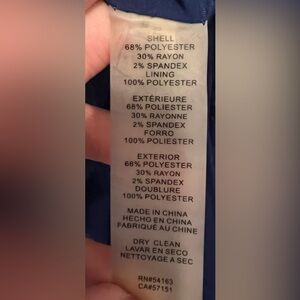 SHELL
68% POLYESTER
30% RAYON
2% SPANDEX
LINING
100% POLYESTER
EXTÉRIEURE
68% POLIESTER
30% RAYONNE
2% SPANDEX
FORRO
100% POLIESTER
EXTERIOR
68% POLYESTER
30% RAYON
2% SPANDEX
DOUBLURE
100% POLYESTER
MADE IN CHINA
HECHO EN CHINA
FABRIQUÉ AU CHINE
DRY CLEAN
LAVAR EN SECO
NETTOYAGE A SEC
RN#54163
CA#57151